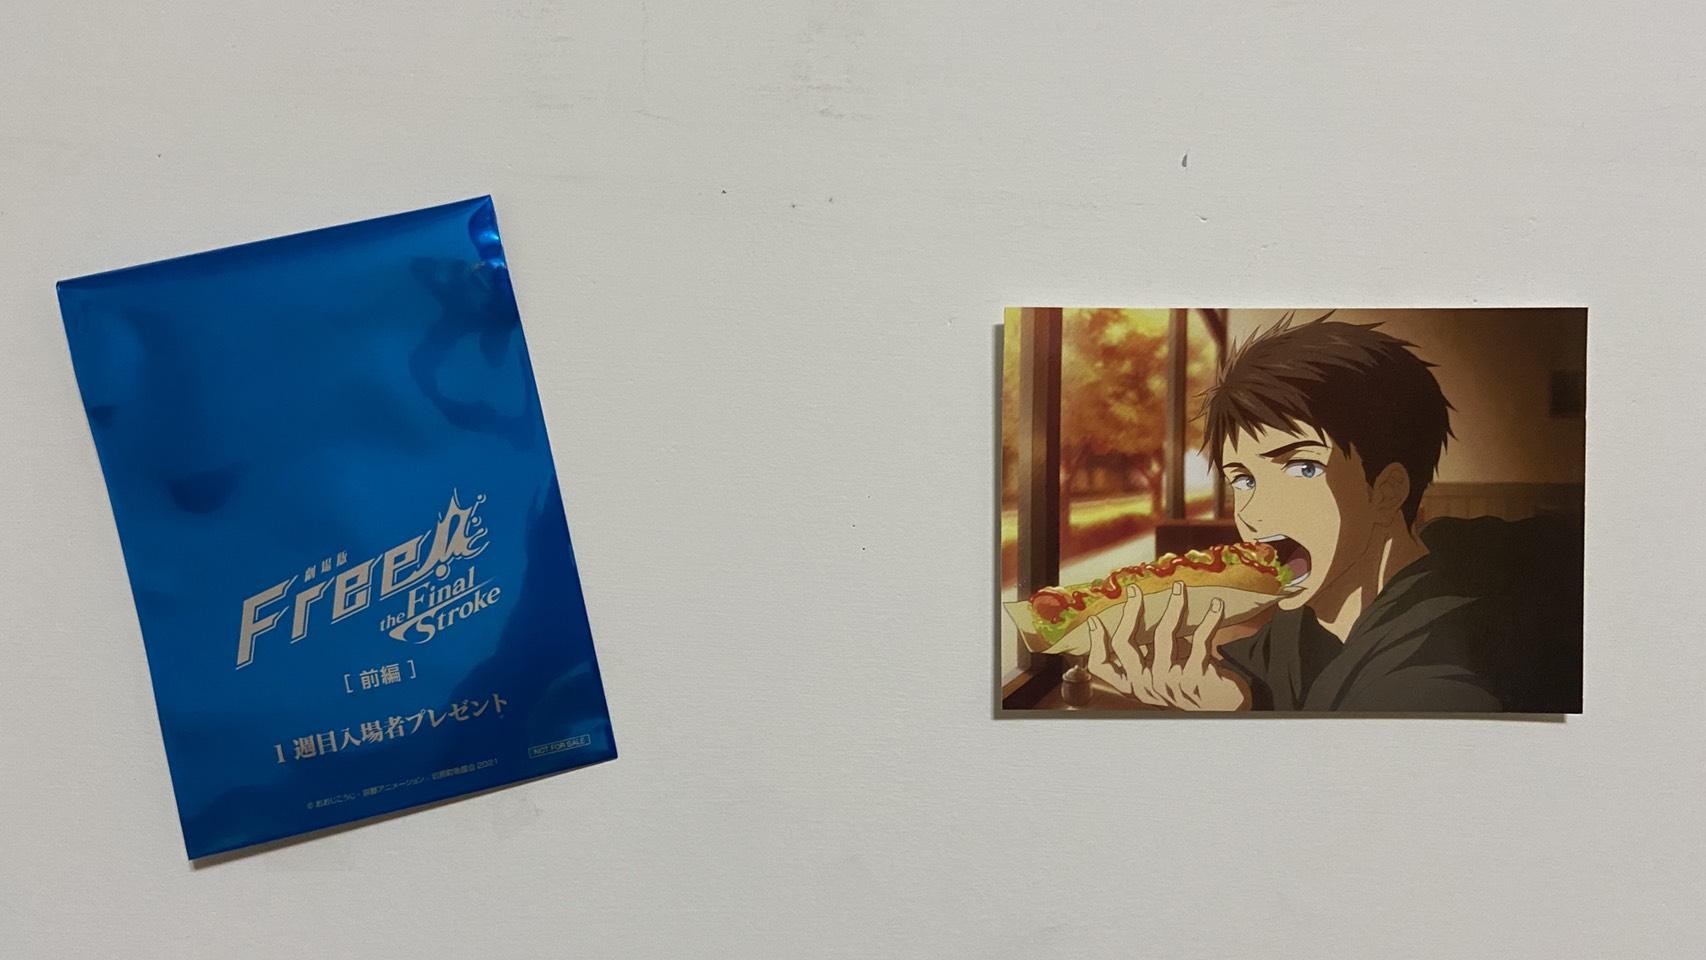 劇場版
Free!
the Final
Stroke
[ 前編 ]
1週目入場者プレゼント
NOT FOR SALE
© おおじこうじ・京都アニメーション・岩鳶町後援会 2021